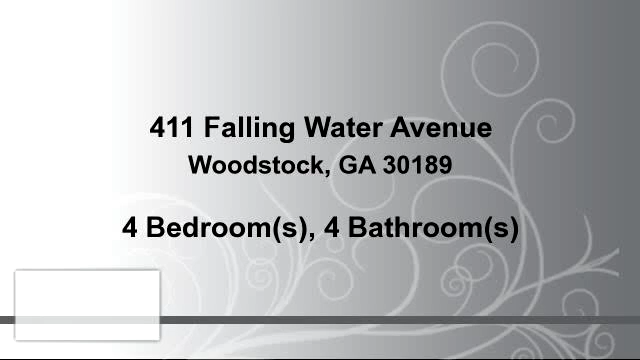 411 Falling Water Avenue
Woodstock, GA 30189
4 Bedroom(s), 4 Bathroom(s)